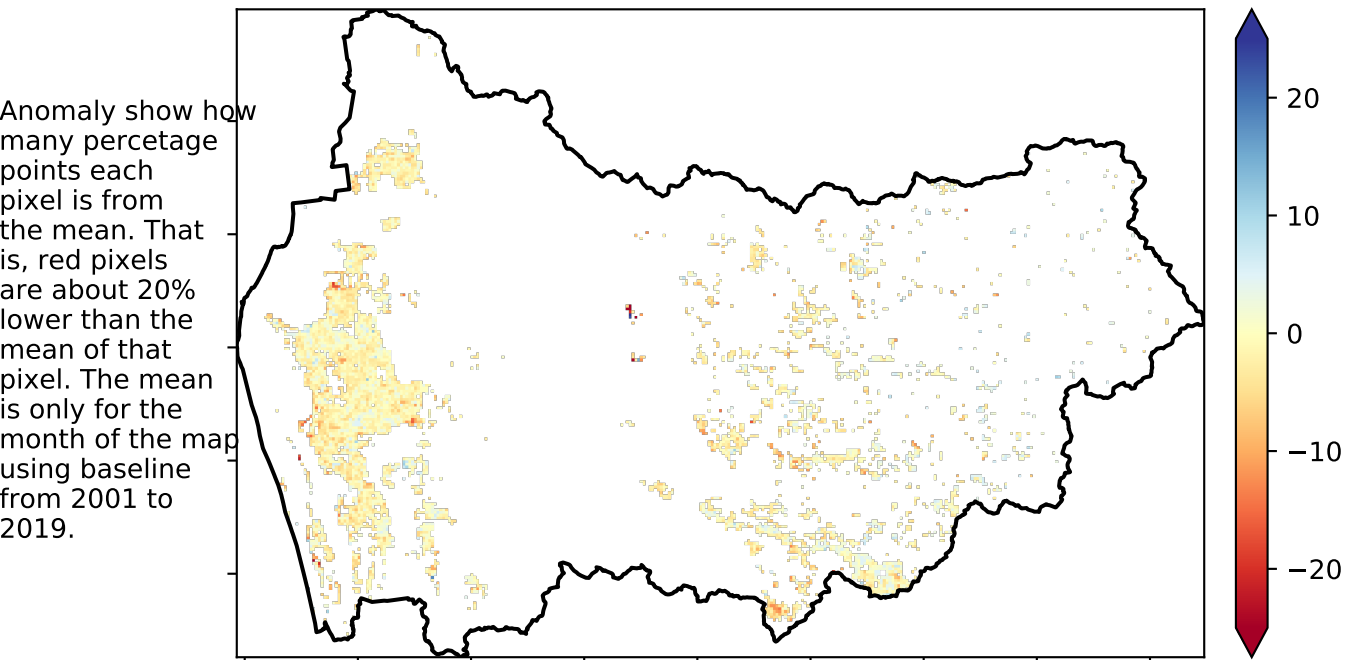 Anomaly show how
many percetage
points each
pixel is from
the mean. That
is, red pixels
are about 20%
lower than the
mean of that
pixel. The mean
is only for the
month of the map
using baseline
from 2001 to
2019.
20
10
0
−10
−20